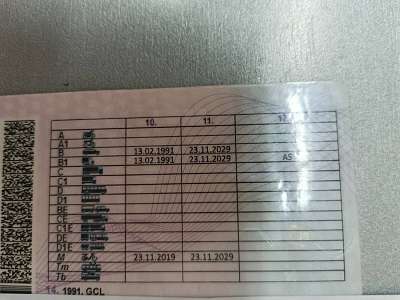 10. 11. 12.
A
A1
B 13.02.1991 23.11.2029
B1 13.02.1991 23.11.2029 AS
C
C1
D
D1
BE
CE
C1E
DE
D1E
M 23.11.2019 23.11.2029
Tm
Tb
14. 1991. GCL